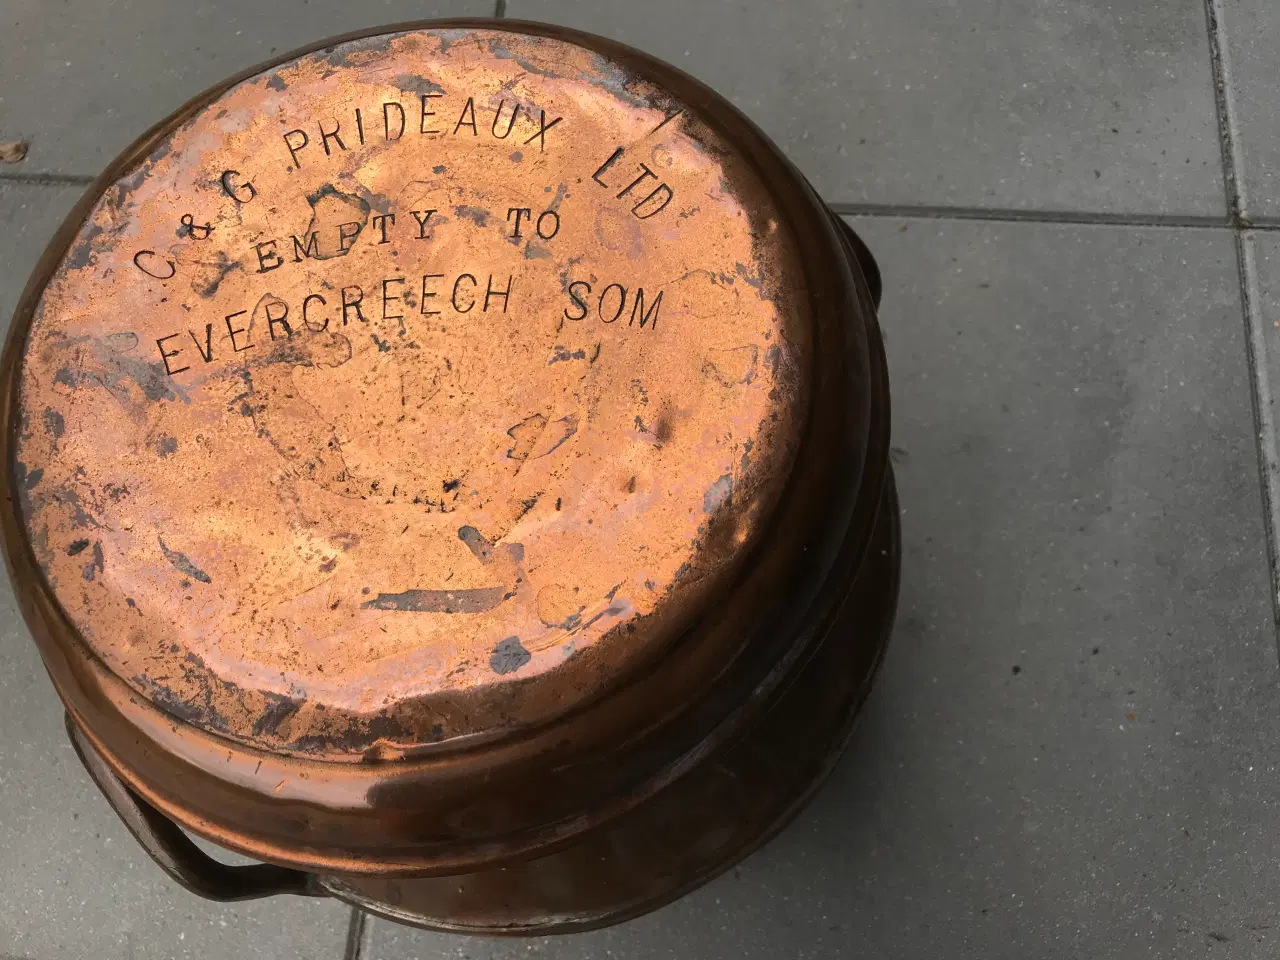 C & G PRIDEAUX LTD
EMPTY TO
EVERCREECH SOM